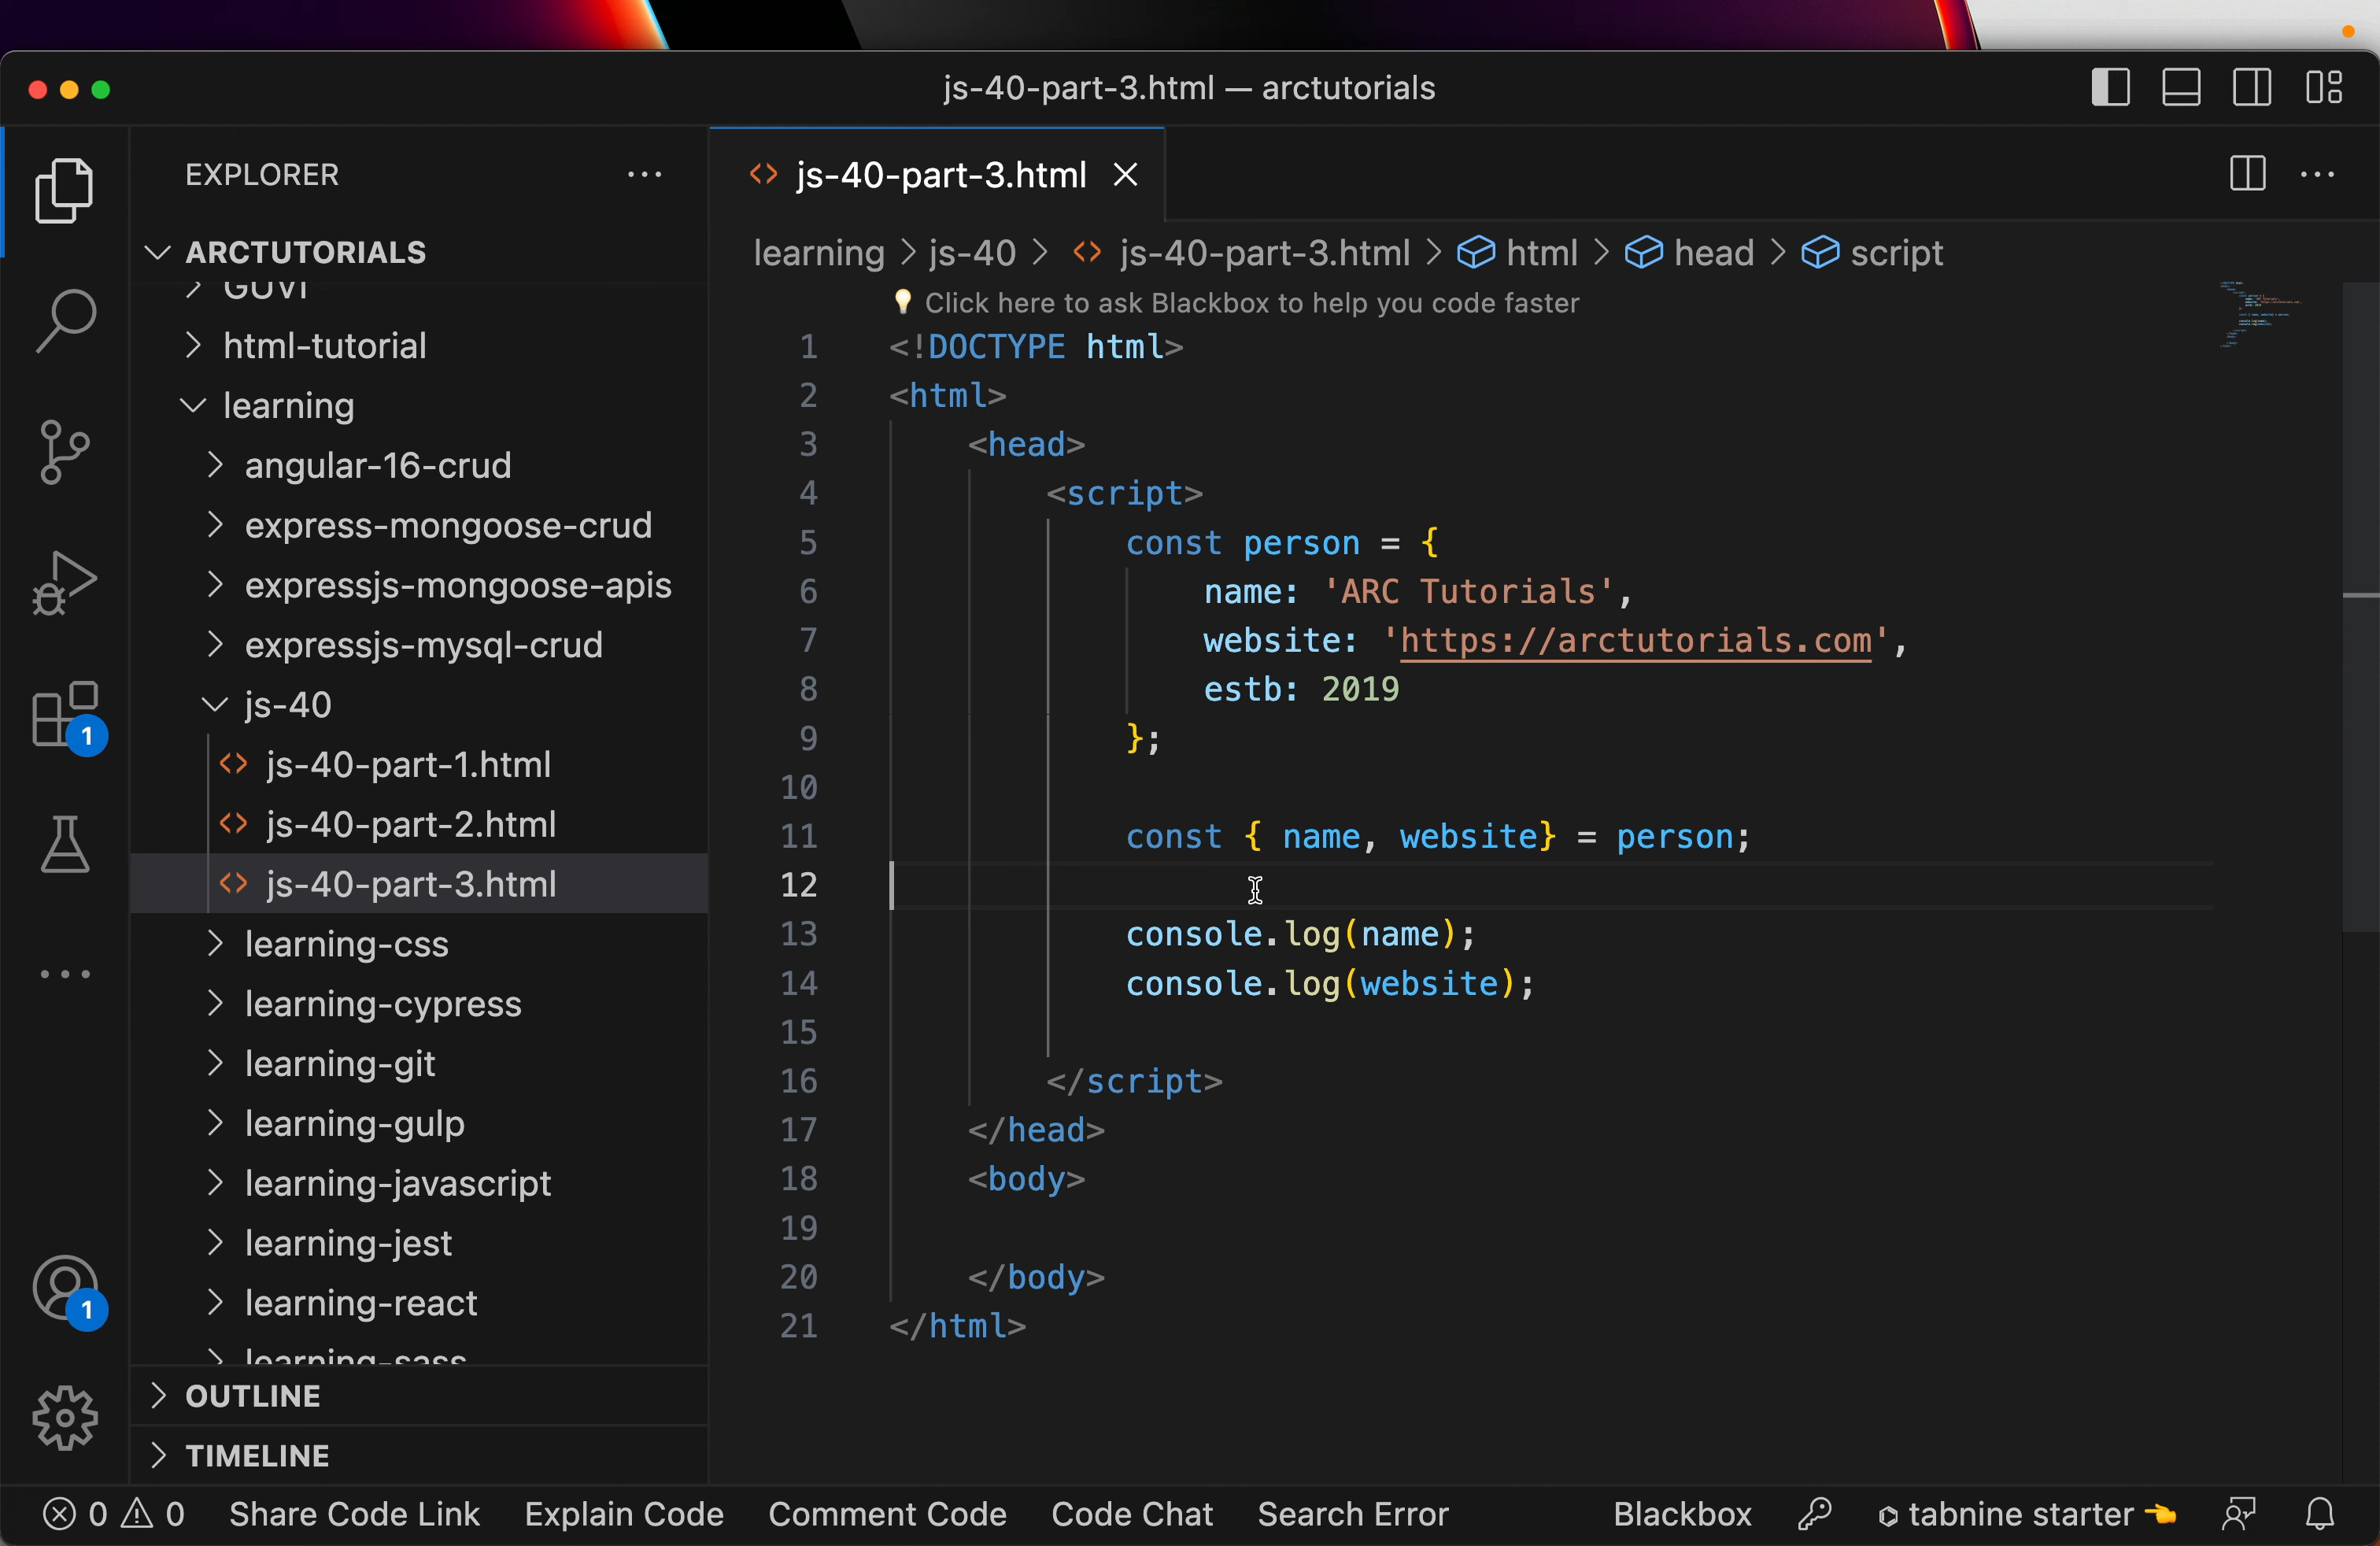 js-40-part-3.html — arctutorials
EXPLORER
ARCTUTORIALS
GUVI
html-tutorial
learning
angular-16-crud
express-mongoose-crud
expressjs-mongoose-apis
expressjs-mysql-crud
js-40
js-40-part-1.html
js-40-part-2.html
js-40-part-3.html
learning-css
learning-cypress
learning-git
learning-gulp
learning-javascript
learning-jest
learning-react
learning-sass
OUTLINE
TIMELINE
1
1
js-40-part-3.html
learning > js-40 > js-40-part-3.html > html > head > script
Click here to ask Blackbox to help you code faster
1 <!DOCTYPE html>
2 <html>
3 <head>
4 <script>
5 const person = {
6 name: 'ARC Tutorials',
7 website: 'https://arctutorials.com',
8 estb: 2019
9 };
10
11 const { name, website} = person;
12
13 console.log(name);
14 console.log(website);
15
16 </script>
17 </head>
18 <body>
19
20 </body>
21 </html>
0 0 Share Code Link Explain Code Comment Code Code Chat Search Error Blackbox tabnine starter